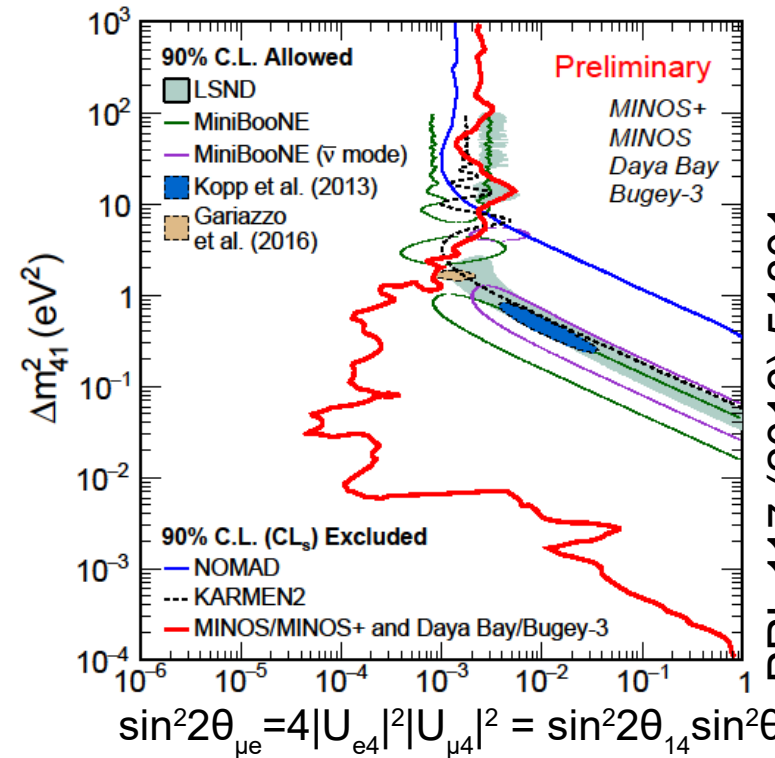 10³
90% C.L. Allowed
LSND
MiniBooNE
MiniBooNE (ν̄ mode)
Kopp et al. (2013)
Gariazzo
et al. (2016)
Preliminary
MINOS+
MINOS
Daya Bay
Bugey-3
10²
10
1
10⁻¹
10⁻²
10⁻³
10⁻⁴
Δm²₄₁ (eV²)
90% C.L. (CLₛ) Excluded
NOMAD
KARMEN2
MINOS/MINOS+ and Daya Bay/Bugey-3
10⁻⁶ 10⁻⁵ 10⁻⁴ 10⁻³ 10⁻² 10⁻¹ 1
sin²2θ_μe=4|U_e4|²|U_μ4|² = sin²2θ₁₄sin²θ